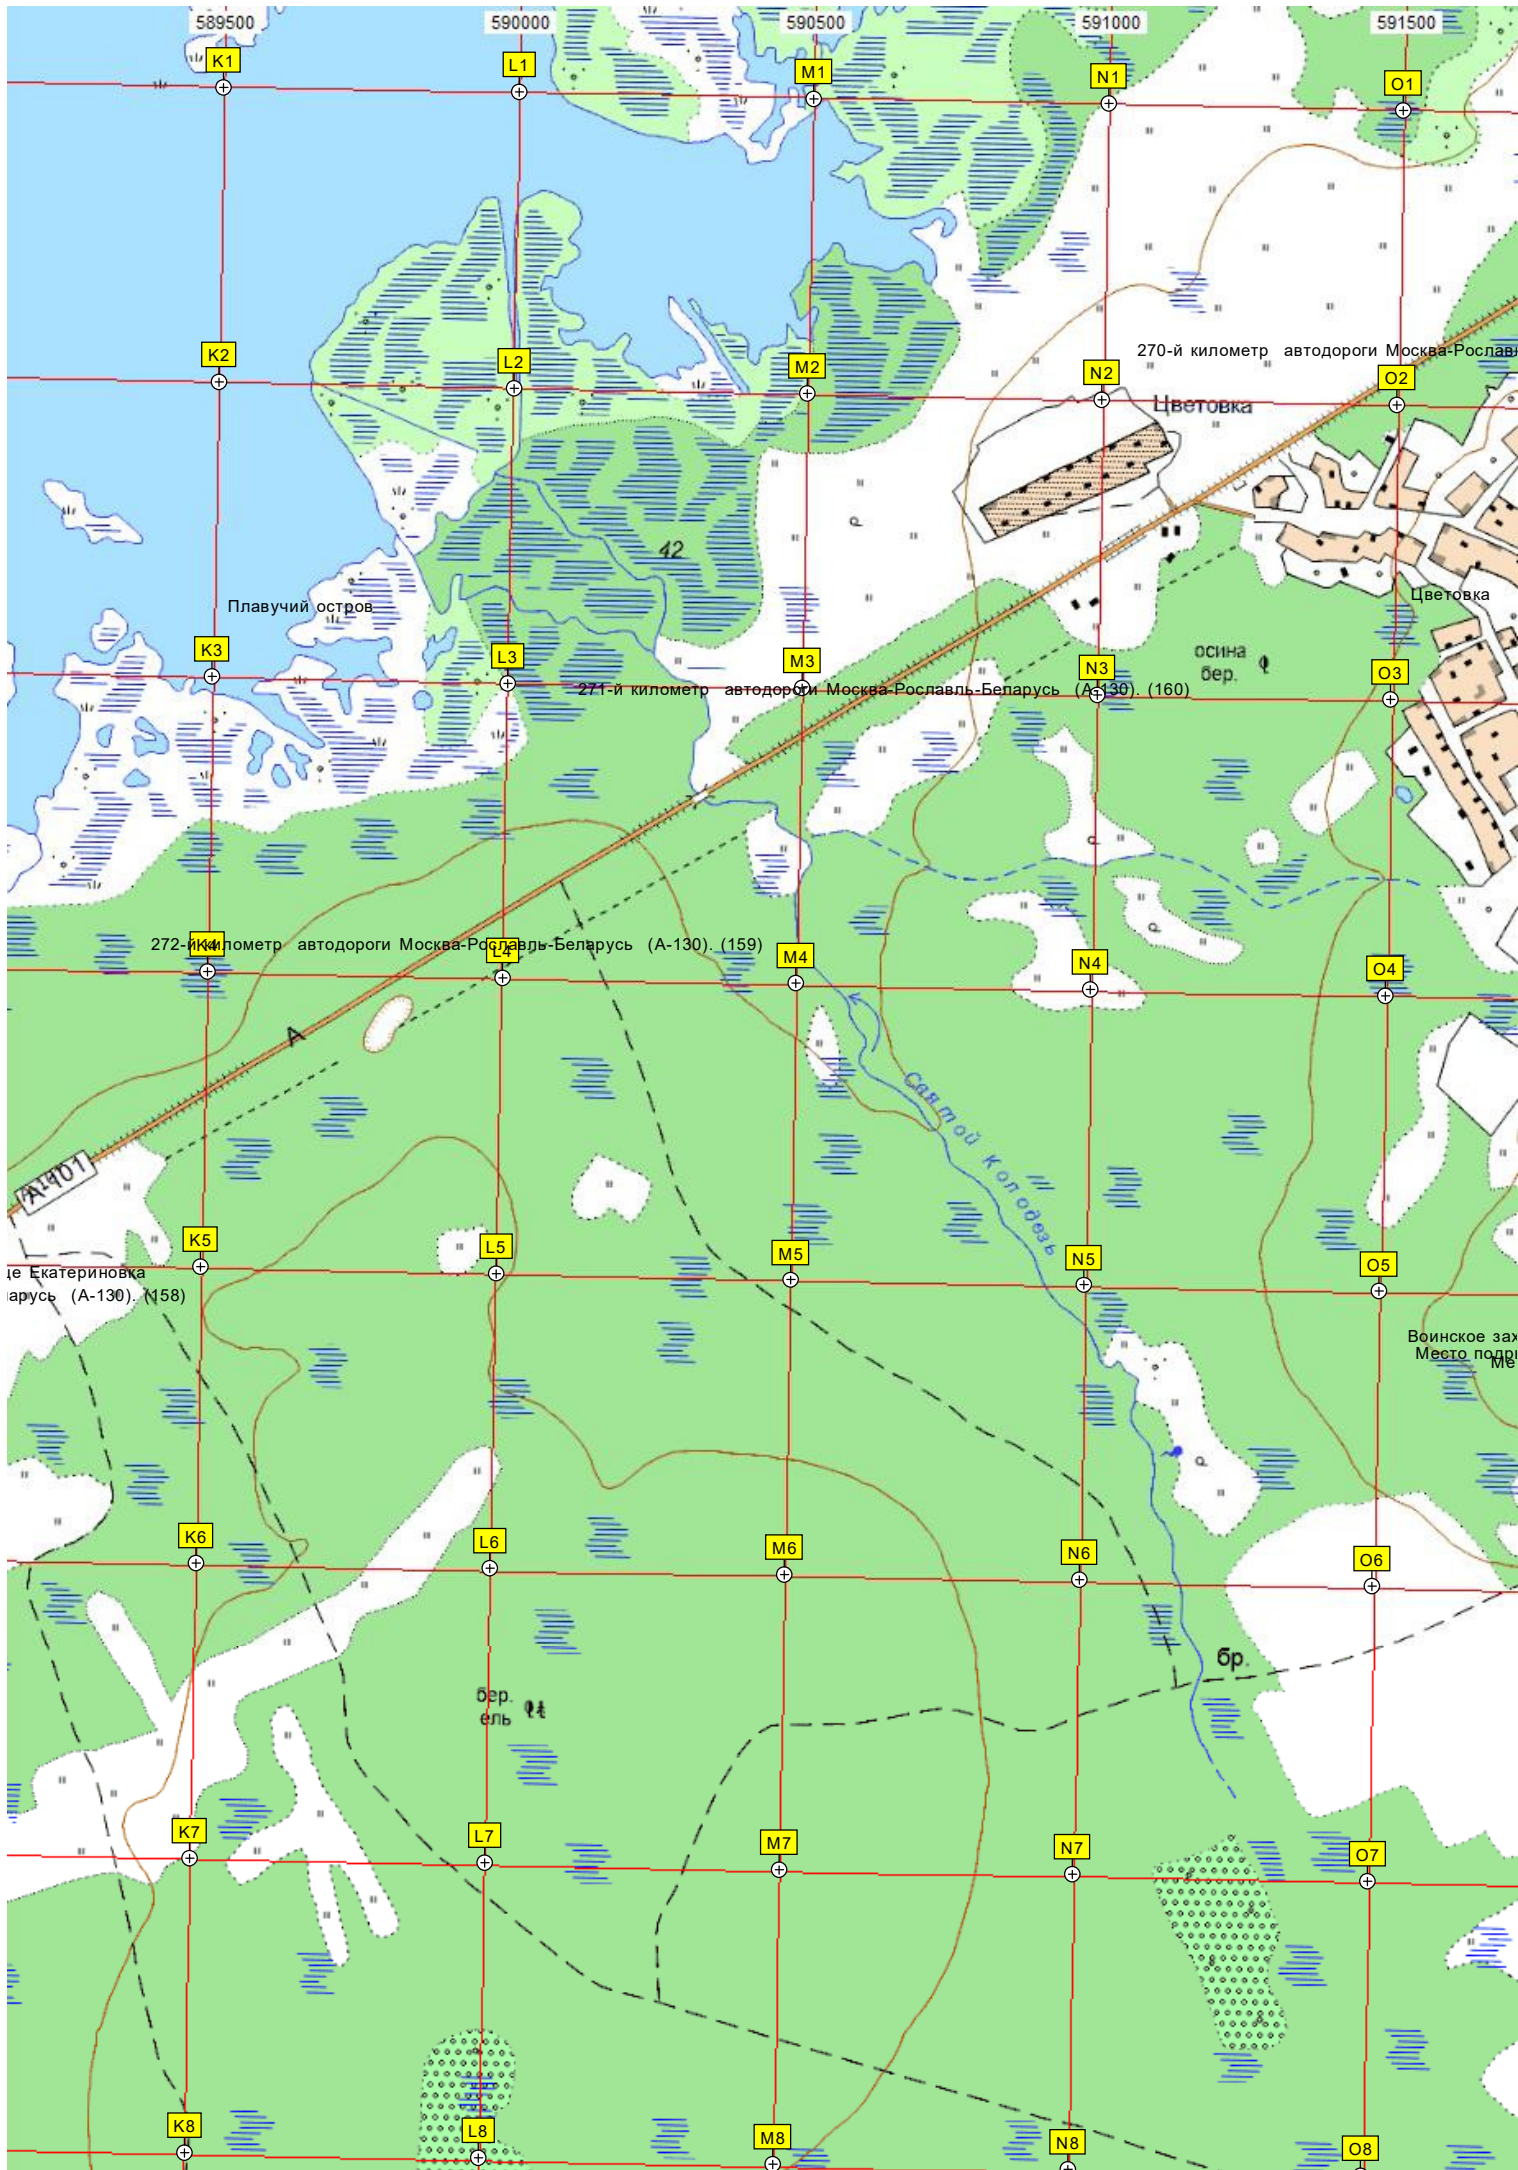 589500 590000 590500 591000 591500
K1 L1 M1 N1 O1
270-й километр автодороги Москва-Рославл
K2 L2 M2 N2 O2
Цветовка
42
Плавучий остров
Цветовка
K3 L3 M3 N3 O3
осина
бер.
271-й километр автодороги Москва-Рославль-Беларусь (А-130). (160)
272-й километр автодороги Москва-Рославль-Беларусь (А-130). (159)
K4 L4 M4 N4 O4
А
Святой Колодезь
А-101
K5 L5 M5 N5 O5
це Екатериновка
арусь (А-130). (158)
Воинское зах
Место подр
Ме
K6 L6 M6 N6 O6
бр.
бер.
ель
K7 L7 M7 N7 O7
K8 L8 M8 N8 O8